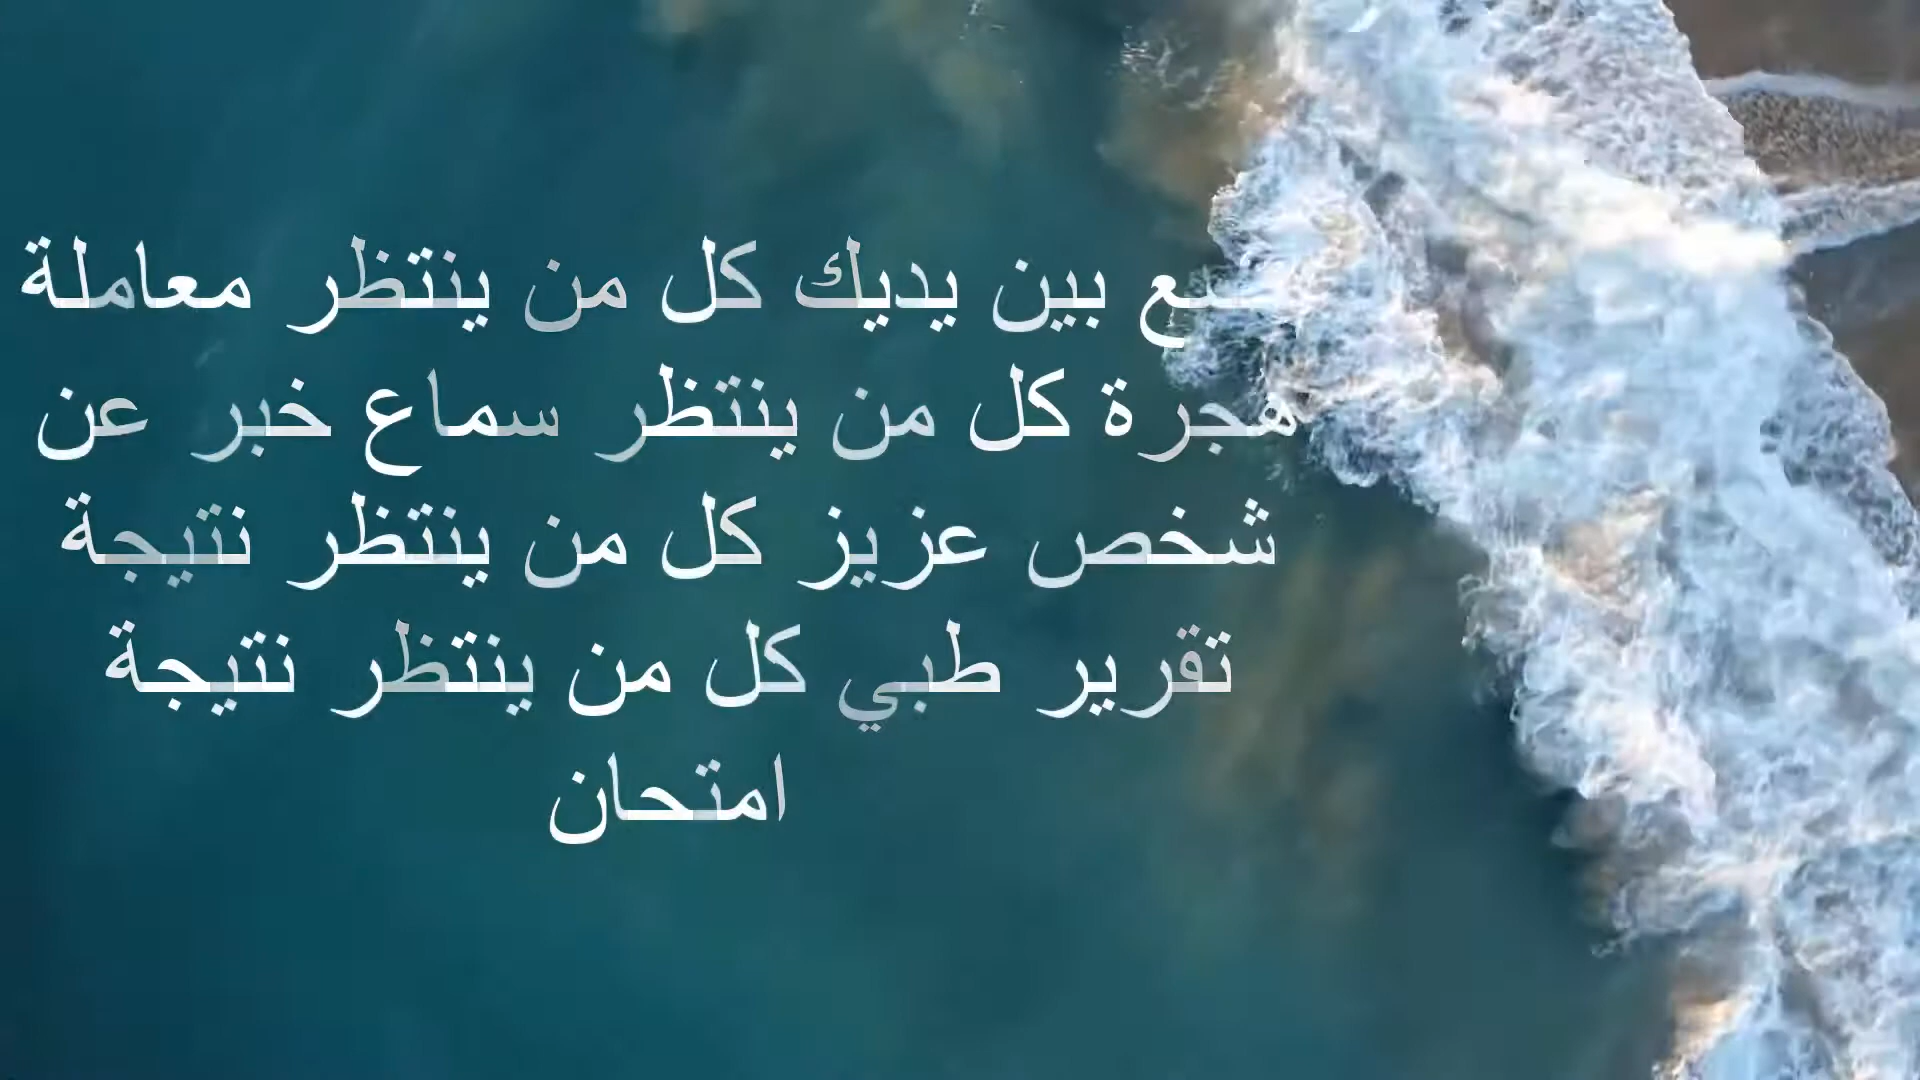 بين يديك كل من ينتظر معاملة
هجرة كل من ينتظر سماع خبر عن
شخص عزيز كل من ينتظر نتيجة
تقرير طبي كل من ينتظر نتيجة
امتحان